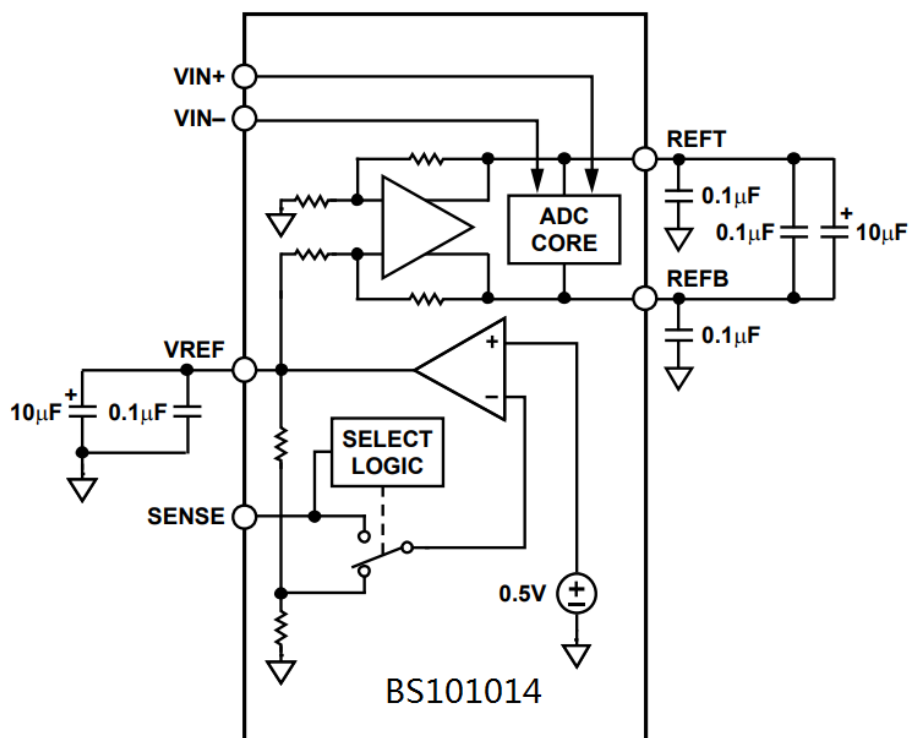 VIN+
VIN–
REFT
0.1µF
ADC
CORE
0.1µF
+
10µF
REFB
0.1µF
VREF
+
–
+
10µF
0.1µF
SELECT
LOGIC
SENSE
0.5V
+
–
BS101014